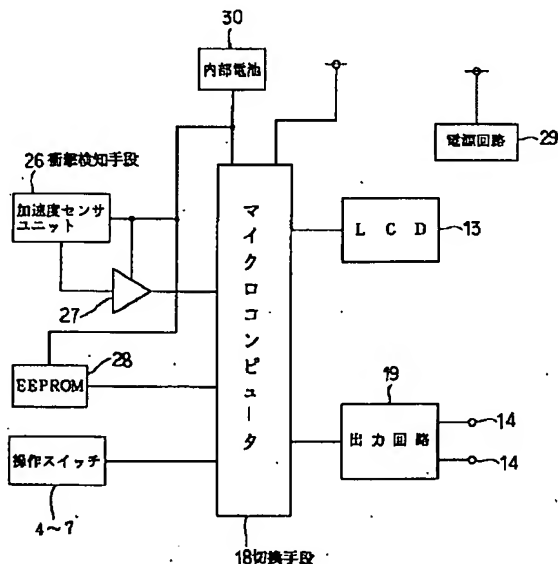 30
内部電池
電源回路
29
26 衝撃検知手段
加速度センサ
ユニット
27
28
EEPROM
操作スイッチ
4〜7
マイクロコンピュータ
18 切換手段
LCD
13
19
出力回路
14
14